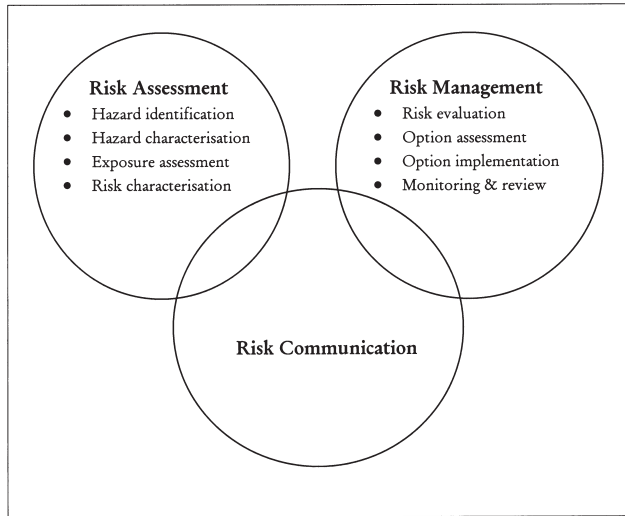 Risk Assessment
• Hazard identification
• Hazard characterisation
• Exposure assessment
• Risk characterisation
Risk Management
• Risk evaluation
• Option assessment
• Option implementation
• Monitoring & review
Risk Communication